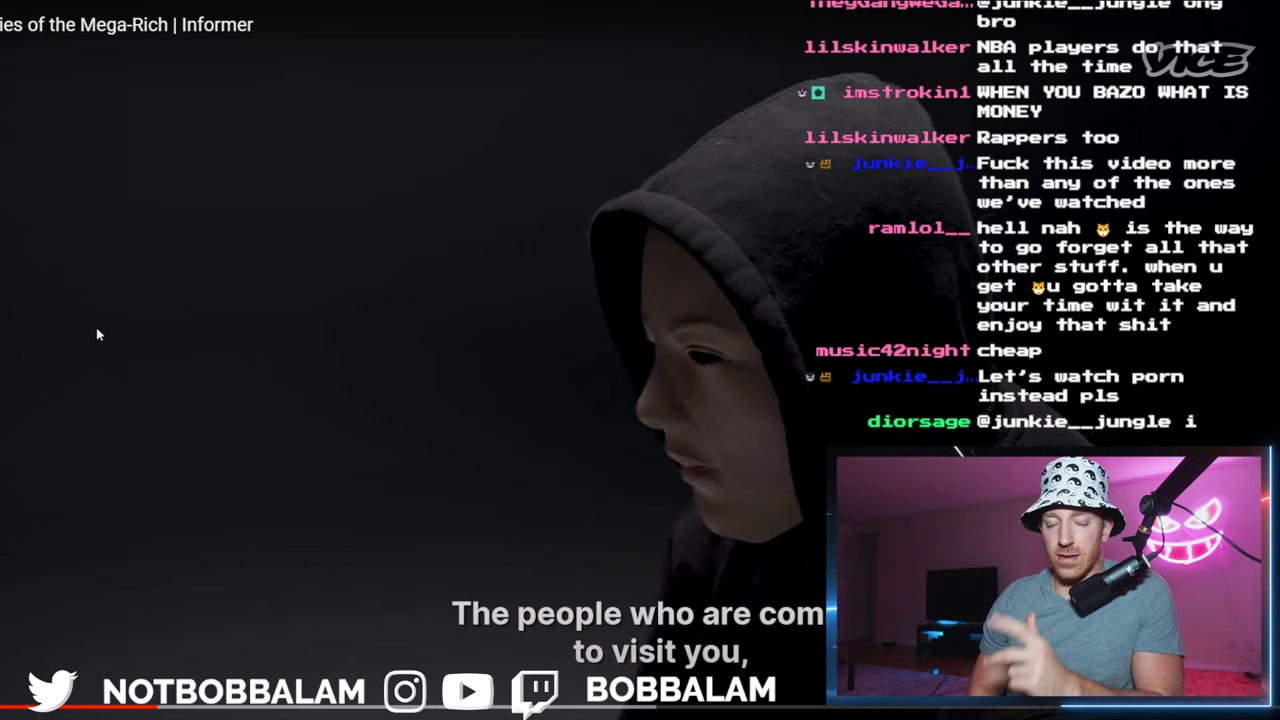 ies of the Mega-Rich | Informer
TheyGangweGa... @junkie__jungle ong
bro
lilskinwalker NBA players do that
all the time
VICE
imstrokin1 WHEN YOU BAZO WHAT IS
MONEY
lilskinwalker Rappers too
junkie__j... Fuck this video more
than any of the ones
we've watched
ramlol__ hell nah is the way
to go forget all that
other stuff. when u
get u gotta take
your time wit it and
enjoy that shit
music42night cheap
junkie__j... Let's watch porn
instead pls
diorsage @junkie__jungle i
The people who are com
to visit you,
NOTBOBBALAM BOBBALAM